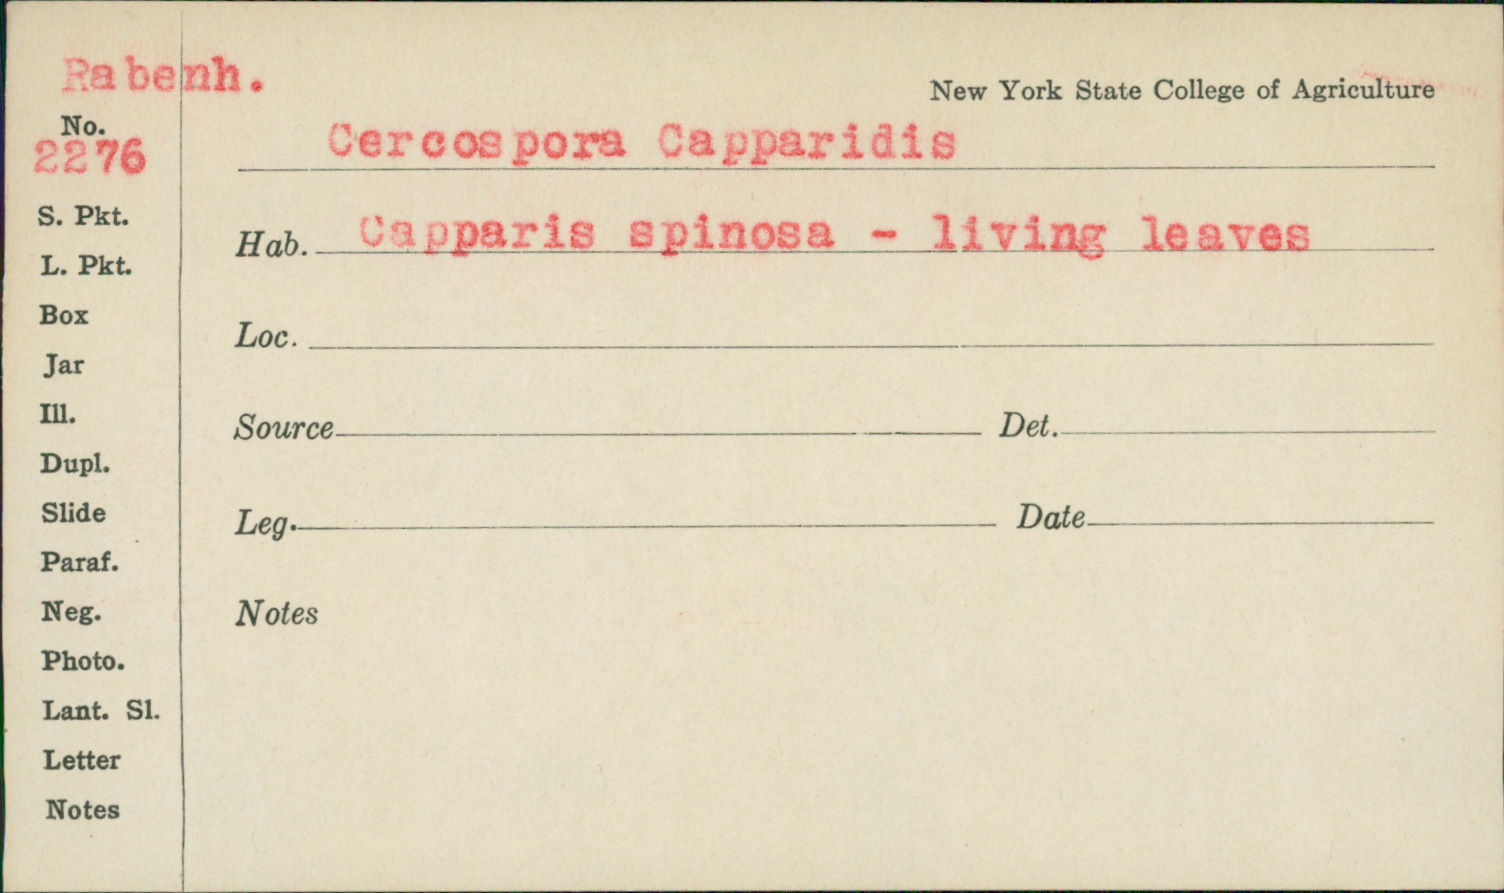 Rabenh.
New York State College of Agriculture
No.
2276
Cercospora Capparidis
S. Pkt.
Hab. Capparis spinosa - living leaves
L. Pkt.
Box
Loc.
Jar
Ill.
Source Det.
Dupl.
Slide
Leg. Date
Paraf.
Neg.
Notes
Photo.
Lant. Sl.
Letter
Notes